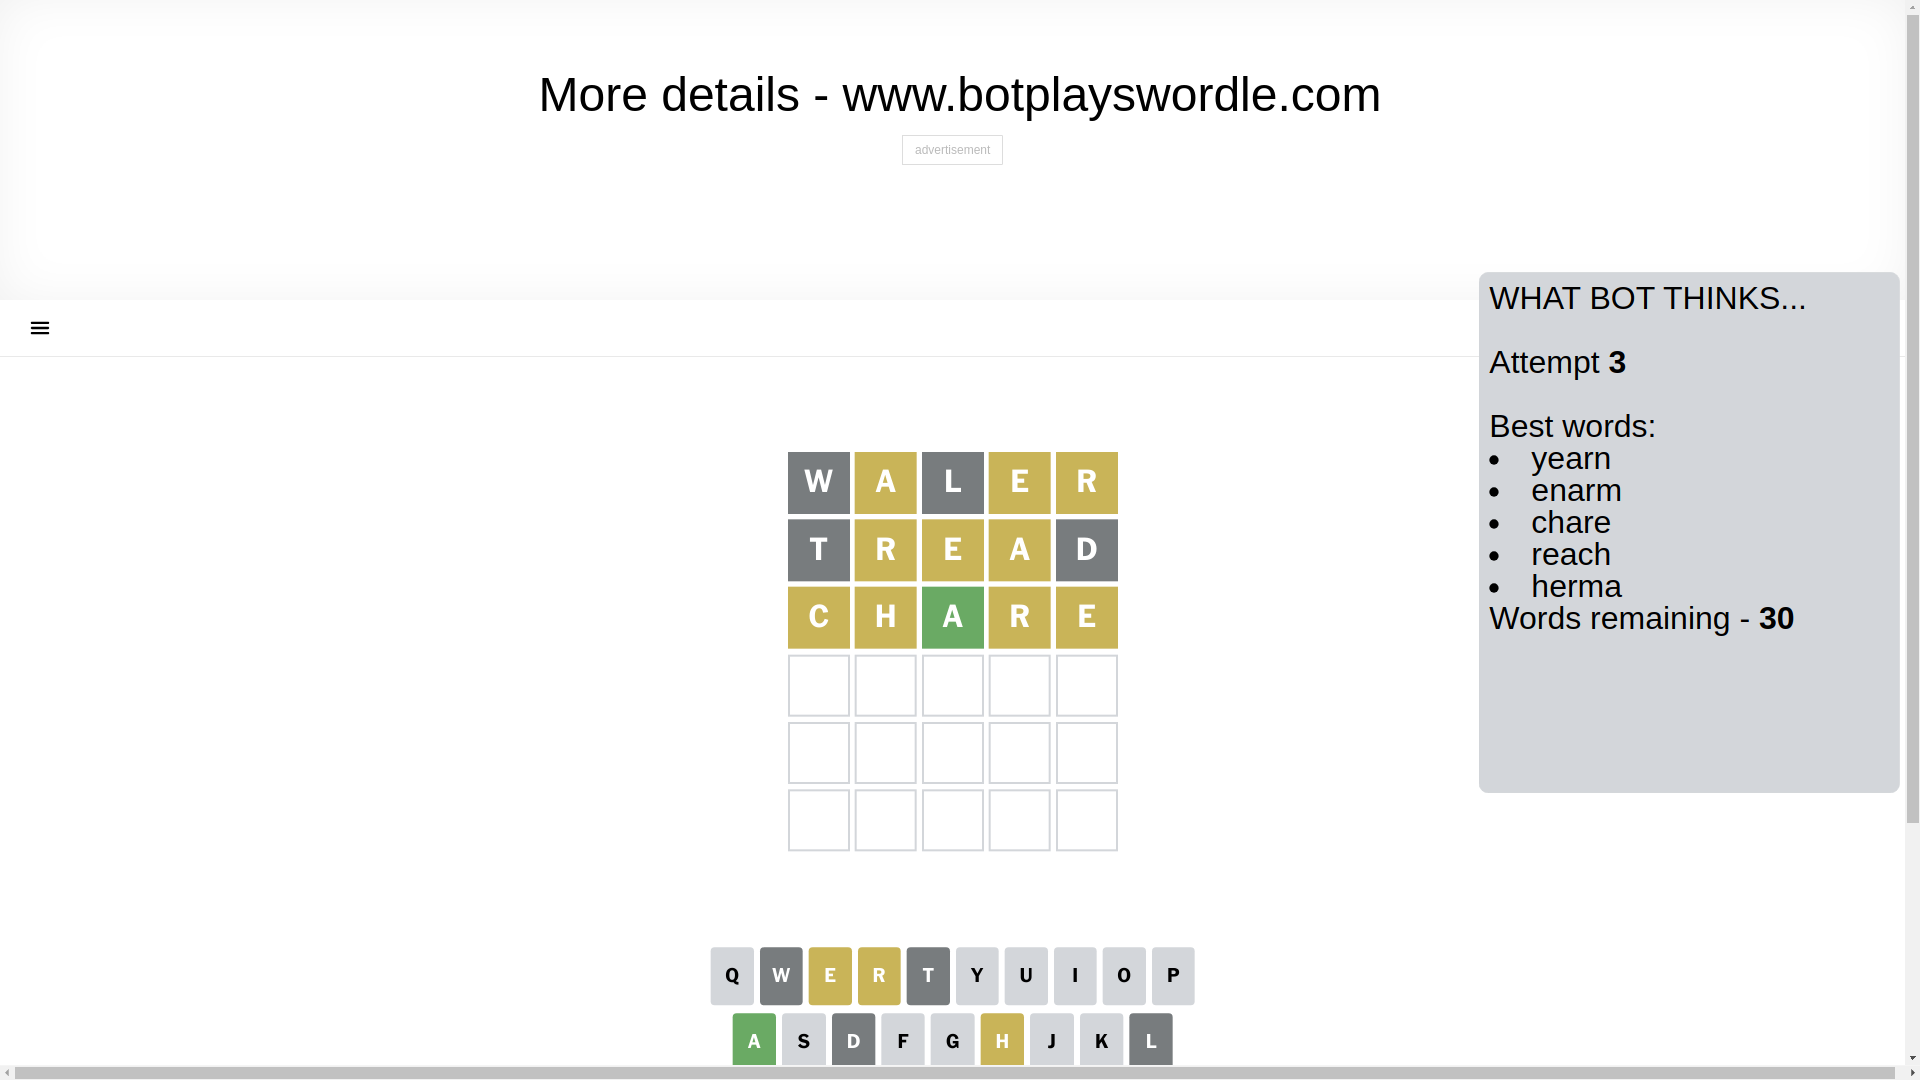 More details - www.botplayswordle.com
advertisement
WHAT BOT THINKS...
Attempt 3
Best words:
yearn
enarm
chare
reach
herma
Words remaining - 30
W A L E R
T R E A D
C H A R E
Q W E R T Y U I O P
A S D F G H J K L